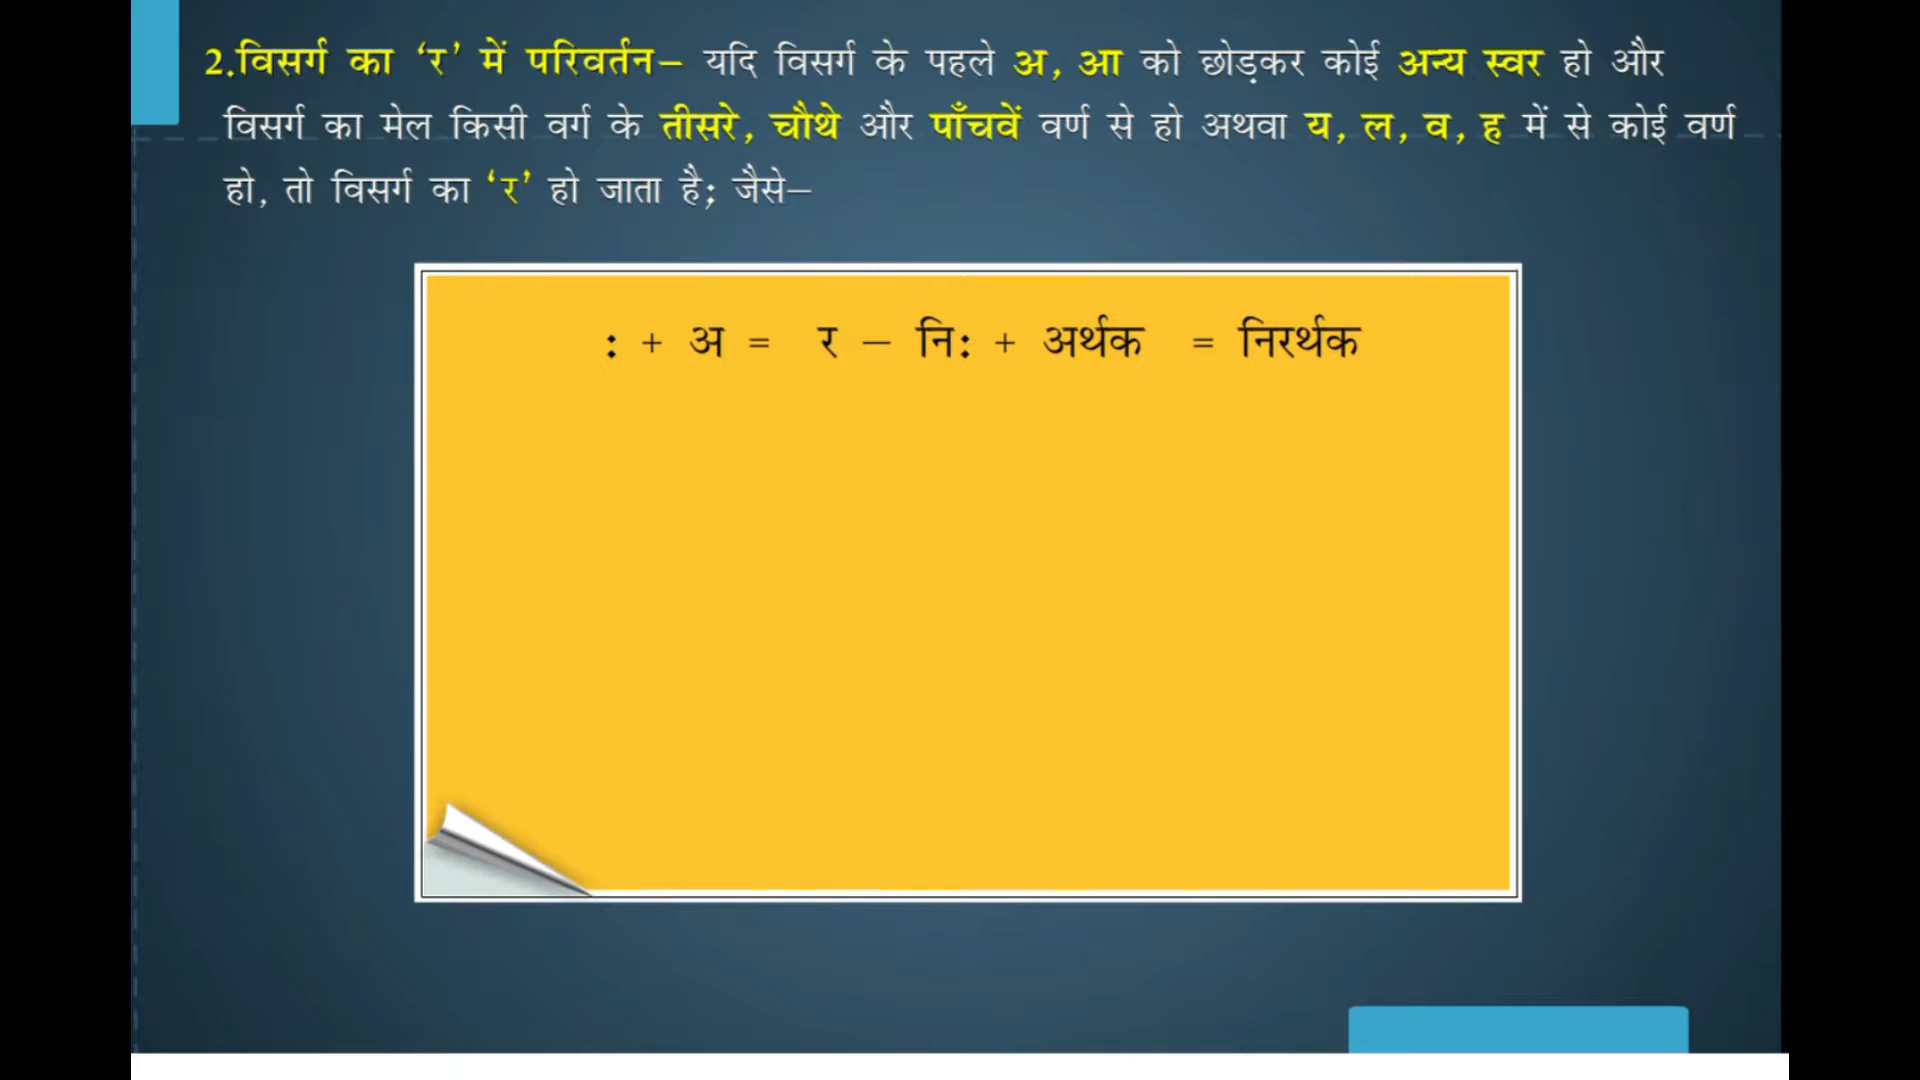 2.विसर्ग का ‘र’ में परिवर्तन– यदि विसर्ग के पहले अ, आ को छोड़कर कोई अन्य स्वर हो और
विसर्ग का मेल किसी वर्ग के तीसरे, चौथे और पाँचवें वर्ण से हो अथवा य, ल, व, ह में से कोई वर्ण
हो, तो विसर्ग का ‘र’ हो जाता है; जैसे–
: + अ = र – नि: + अर्थक = निरर्थक